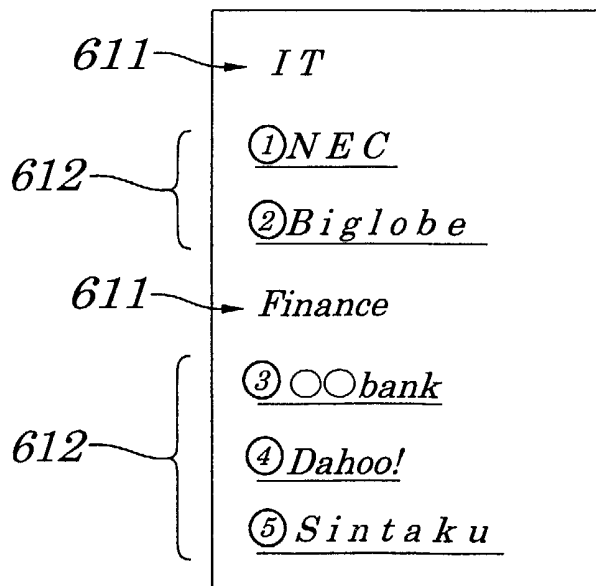 611 IT
①NEC
612
②Biglobe
611 Finance
③○○bank
612 ④Dahoo!
⑤Sintaku